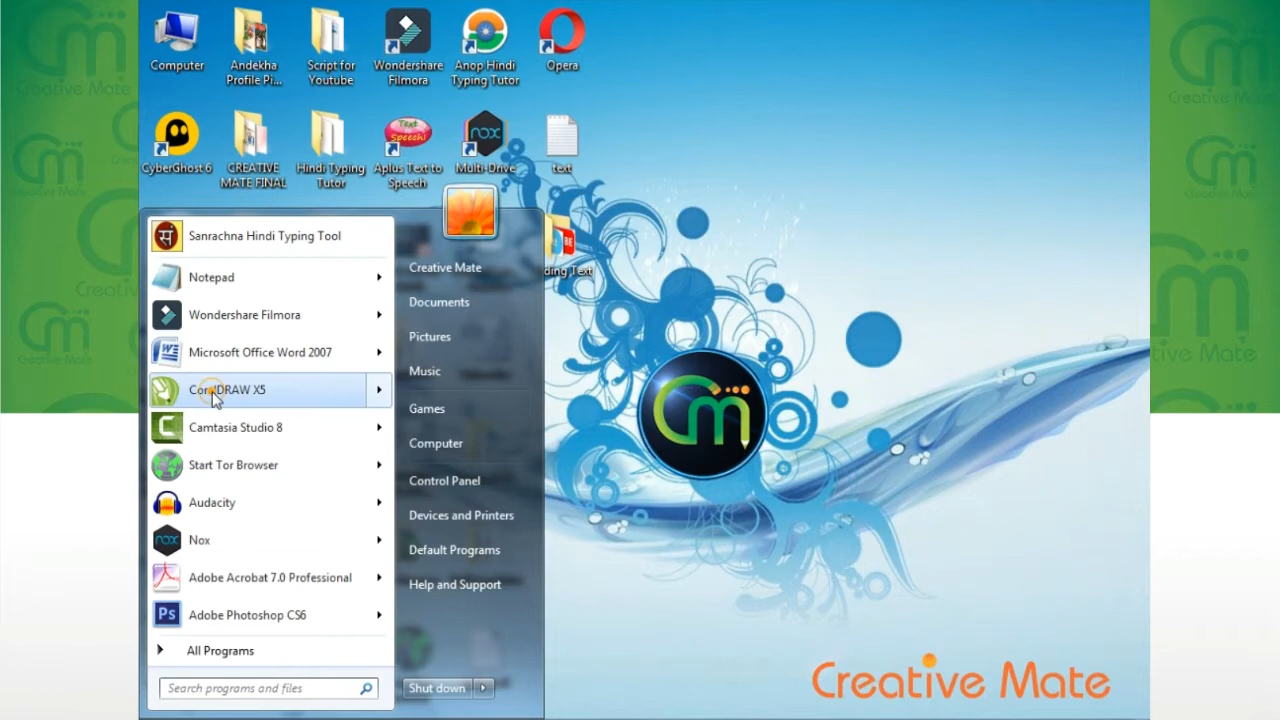 Computer
Andekha
Profile Pi...
Script for
Youtube
Wondershare
Filmora
Anop Hindi
Typing Tutor
Opera
CyberGhost 6
CREATIVE
MATE FINAL
Hindi Typing
Tutor
Aplus Text to
Speech
Multi-Drive
text
ding Text
Sanrachna Hindi Typing Tool
Notepad
Wondershare Filmora
Microsoft Office Word 2007
CorelDRAW X5
Camtasia Studio 8
Start Tor Browser
Audacity
Nox
Adobe Acrobat 7.0 Professional
Adobe Photoshop CS6
All Programs
Search programs and files
Creative Mate
Documents
Pictures
Music
Games
Computer
Control Panel
Devices and Printers
Default Programs
Help and Support
Shut down
Cm
Creative Mate